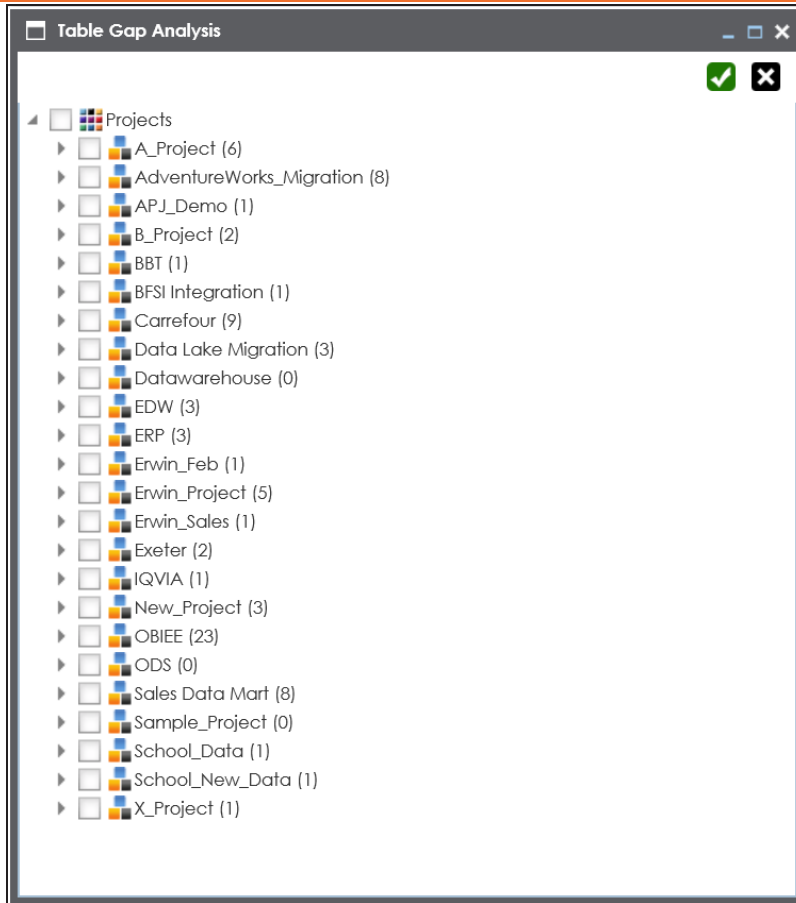 Table Gap Analysis
Projects
A_Project (6)
AdventureWorks_Migration (8)
APJ_Demo (1)
B_Project (2)
BBT (1)
BFSI Integration (1)
Carrefour (9)
Data Lake Migration (3)
Datawarehouse (0)
EDW (3)
ERP (3)
Erwin_Feb (1)
Erwin_Project (5)
Erwin_Sales (1)
Exeter (2)
IQVIA (1)
New_Project (3)
OBIEE (23)
ODS (0)
Sales Data Mart (8)
Sample_Project (0)
School_Data (1)
School_New_Data (1)
X_Project (1)